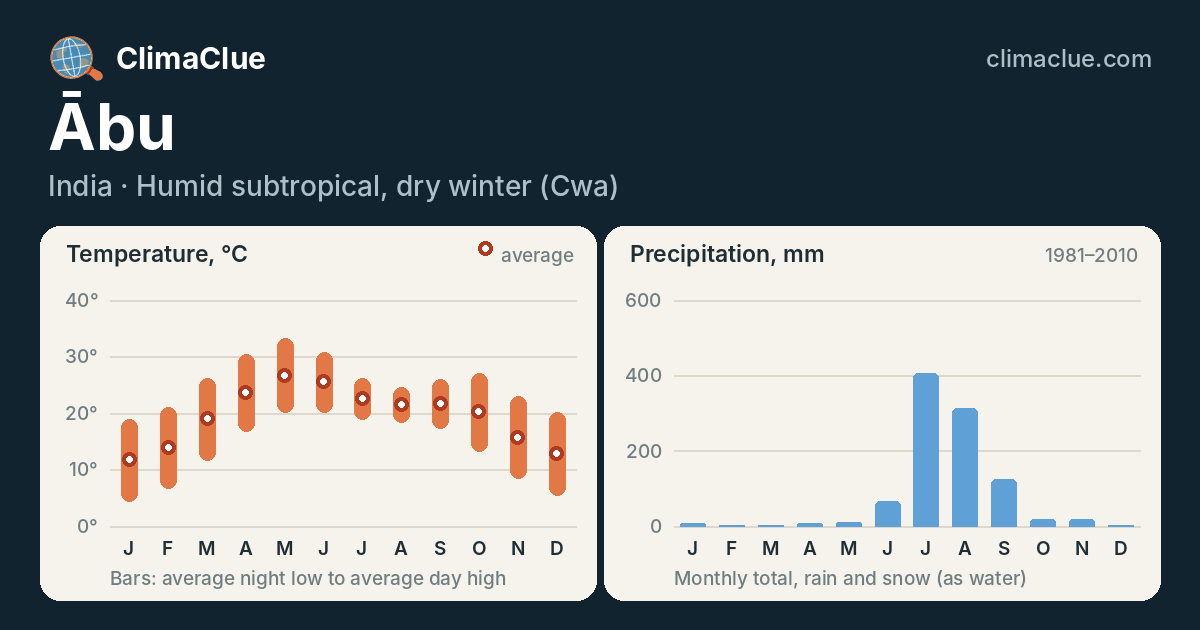 ClimaClue
climaclue.com
Ābu
India · Humid subtropical, dry winter (Cwa)
Temperature, °C
average
40°
30°
20°
10°
0°
J F M A M J J A S O N D
Bars: average night low to average day high
Precipitation, mm
1981–2010
600
400
200
0
J F M A M J J A S O N D
Monthly total, rain and snow (as water)